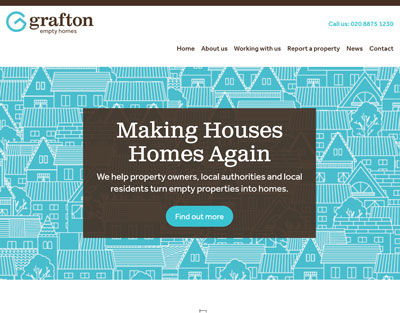 grafton
empty homes
Call us: 020 8875 1230
Home About us Working with us Report a property News Contact
Making Houses
Homes Again
We help property owners, local authorities and local
residents turn empty properties into homes.
Find out more